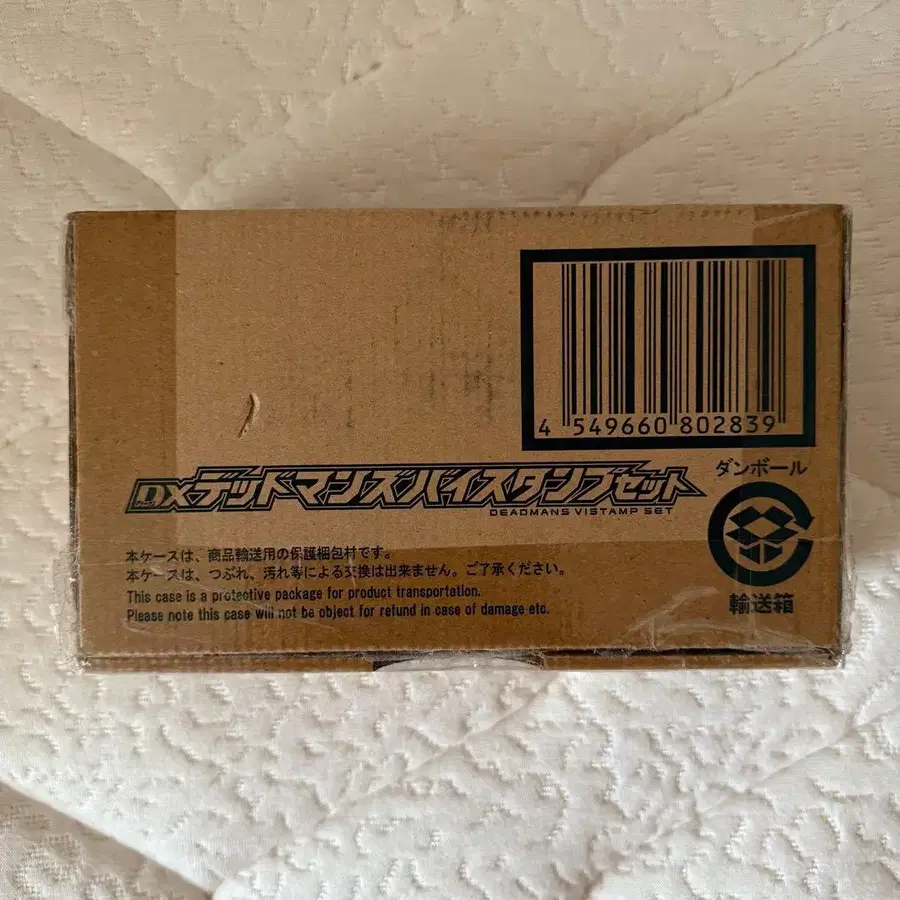 4 549660 802839
ダンボール
DXデッドマンズバイスタンプセット
DEADMANS VISTAMP SET
輸送箱
本ケースは、商品輸送用の保護梱包材です。
本ケースは、つぶれ、汚れ等による交換は出来ません。ご了承ください。
This case is a protective package for product transportation.
Please note this case will not be object for refund in case of damage etc.